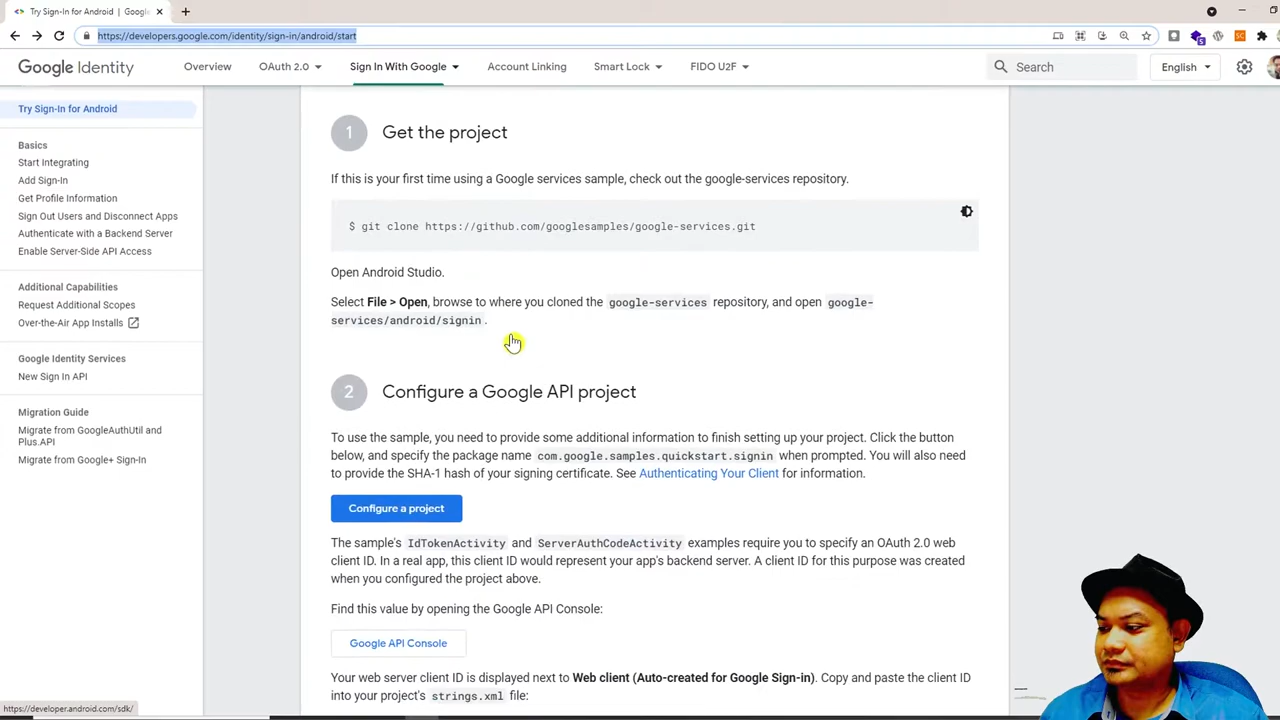 Try Sign-In for Android | Google
https://developers.google.com/identity/sign-in/android/start
Google Identity
Overview
OAuth 2.0
Sign In With Google
Account Linking
Smart Lock
FIDO U2F
Search
English
Try Sign-In for Android
Basics
Start Integrating
Add Sign-In
Get Profile Information
Sign Out Users and Disconnect Apps
Authenticate with a Backend Server
Enable Server-Side API Access
Additional Capabilities
Request Additional Scopes
Over-the-Air App Installs
Google Identity Services
New Sign In API
Migration Guide
Migrate from GoogleAuthUtil and
Plus.API
Migrate from Google+ Sign-In
1 Get the project
If this is your first time using a Google services sample, check out the google-services repository.
$ git clone https://github.com/googlesamples/google-services.git
Open Android Studio.
Select File > Open, browse to where you cloned the google-services repository, and open google-
services/android/signin.
2 Configure a Google API project
To use the sample, you need to provide some additional information to finish setting up your project. Click the button
below, and specify the package name com.google.samples.quickstart.signin when prompted. You will also need
to provide the SHA-1 hash of your signing certificate. See Authenticating Your Client for information.
Configure a project
The sample's IdTokenActivity and ServerAuthCodeActivity examples require you to specify an OAuth 2.0 web
client ID. In a real app, this client ID would represent your app's backend server. A client ID for this purpose was created
when you configured the project above.
Find this value by opening the Google API Console:
Google API Console
Your web server client ID is displayed next to Web client (Auto-created for Google Sign-in). Copy and paste the client ID
into your project's strings.xml file:
https://developer.android.com/sdk/